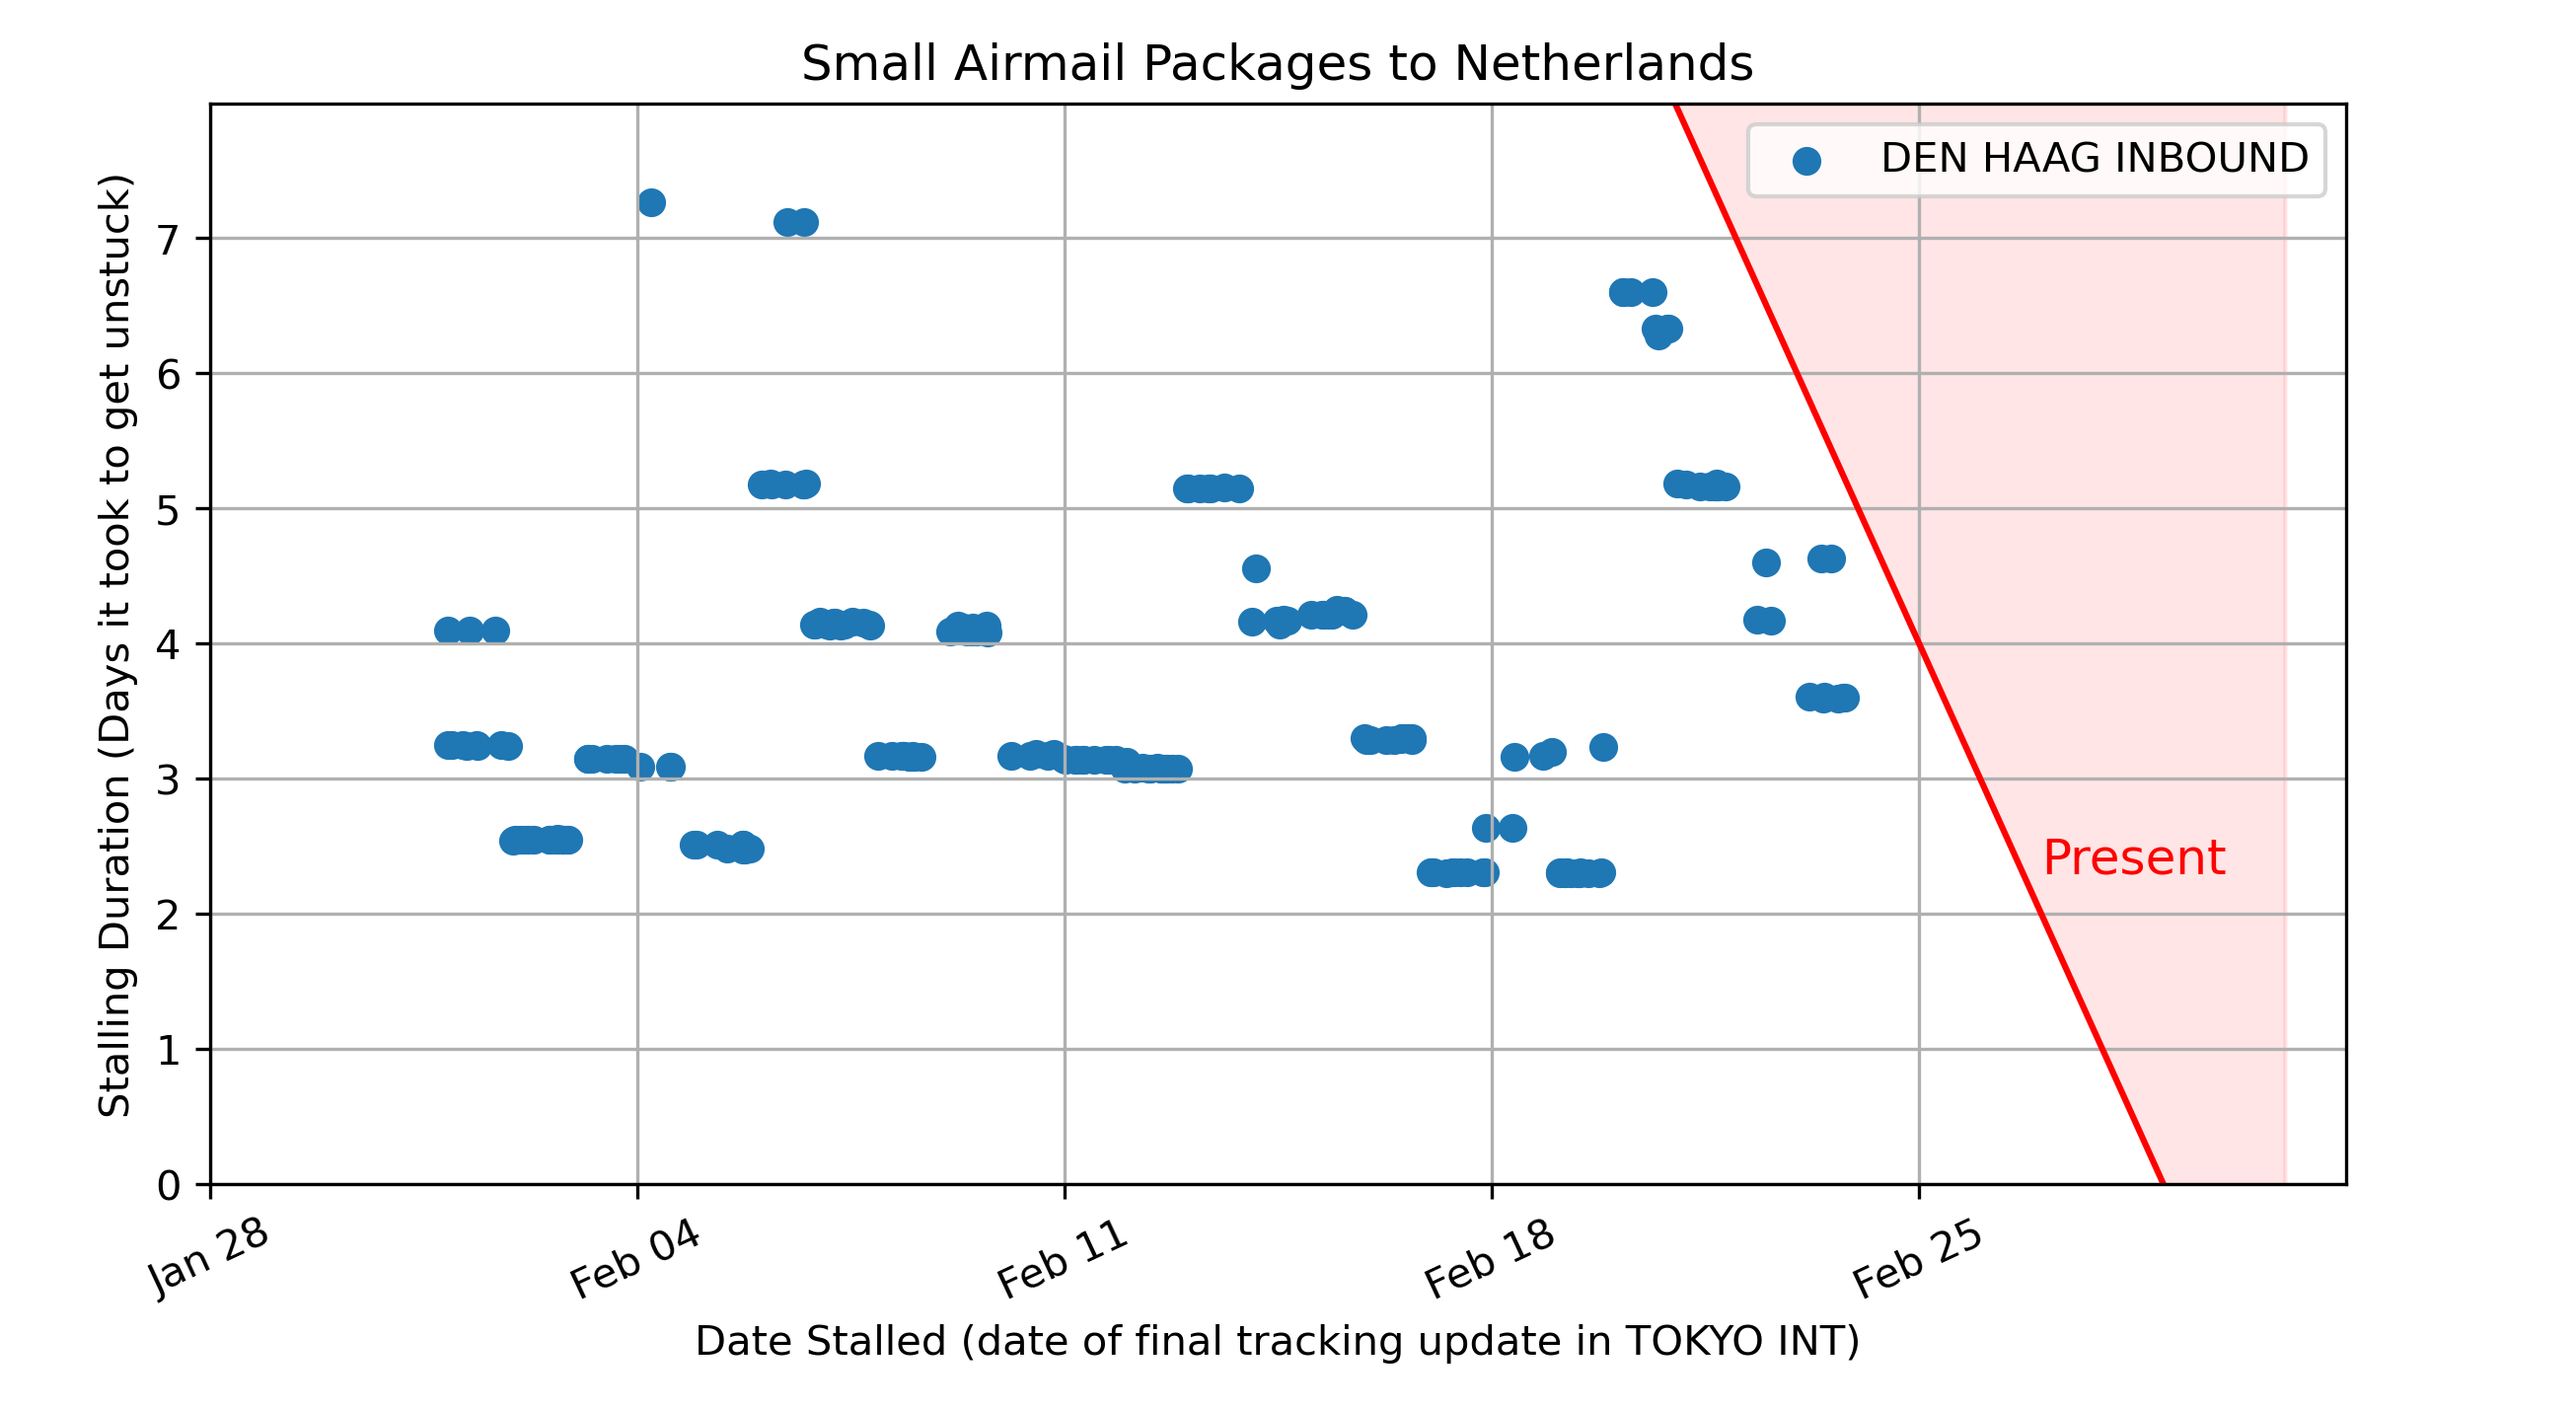 Small Airmail Packages to Netherlands
DEN HAAG INBOUND
Stalling Duration (Days it took to get unstuck)
7
6
5
4
3
2
1
0
Present
Jan 28
Feb 04
Feb 11
Feb 18
Feb 25
Date Stalled (date of final tracking update in TOKYO INT)